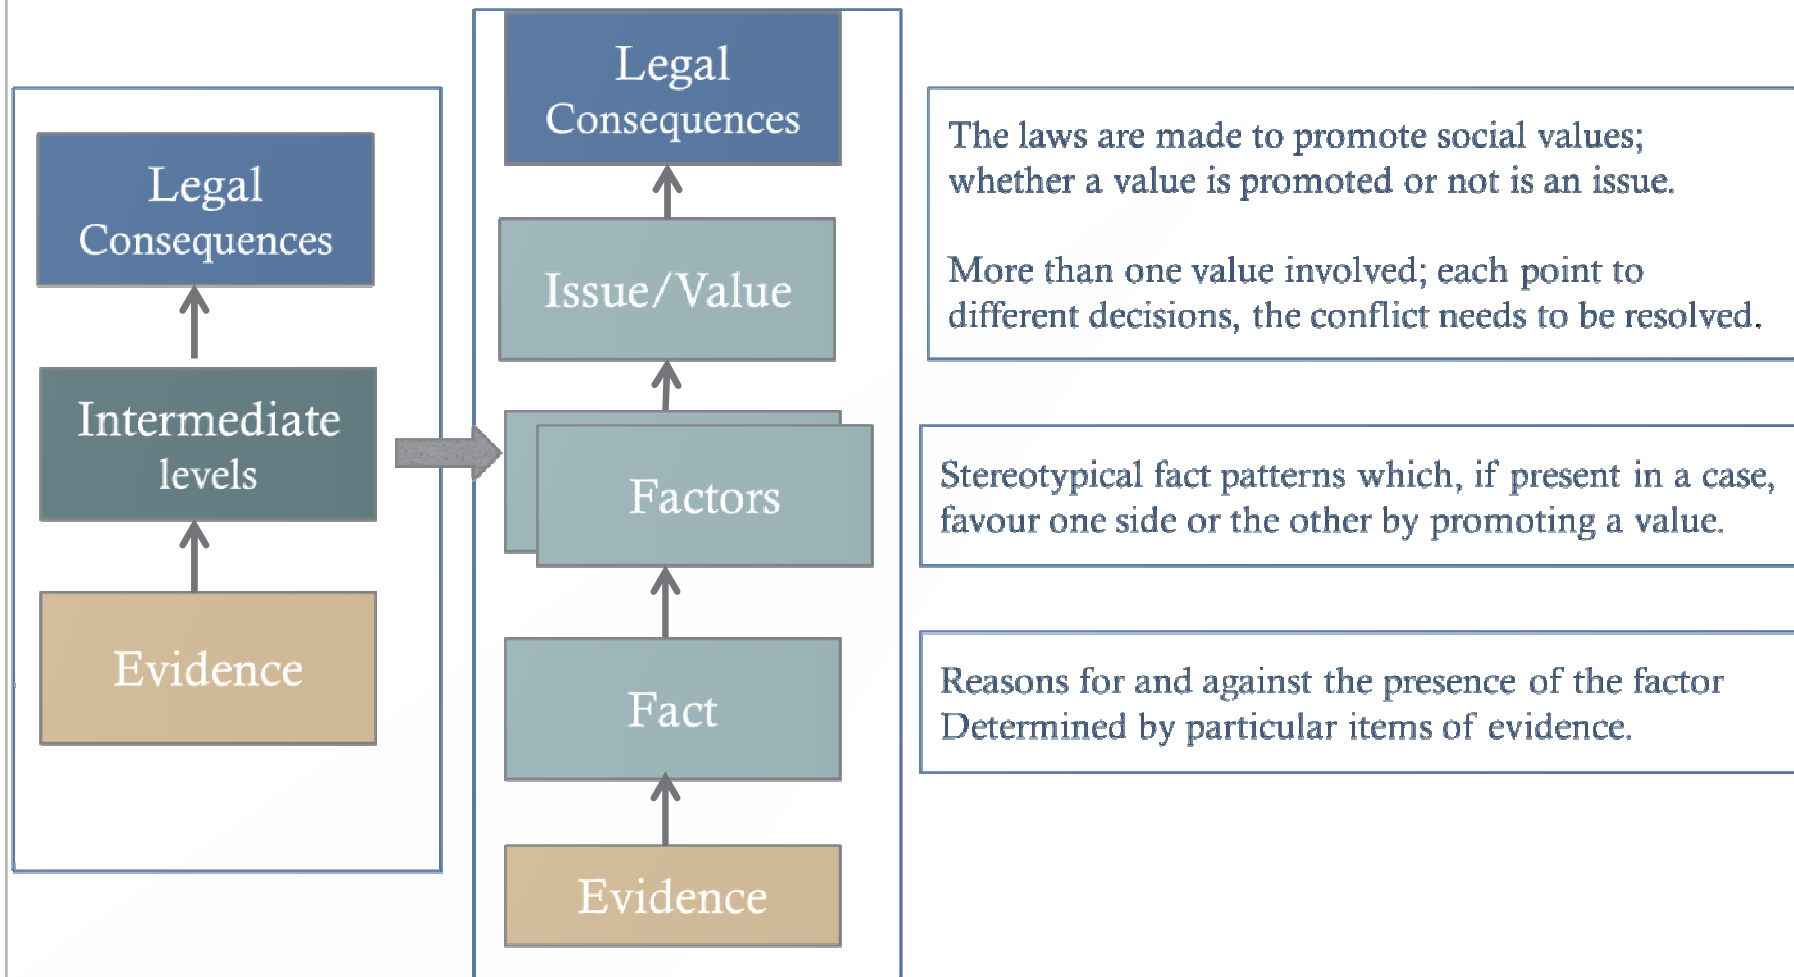 Legal
Consequences
Intermediate
levels
Evidence
Legal
Consequences
Issue/Value
Factors
Fact
Evidence
The laws are made to promote social values;
whether a value is promoted or not is an issue.
More than one value involved; each point to
different decisions, the conflict needs to be resolved.
Stereotypical fact patterns which, if present in a case,
favour one side or the other by promoting a value.
Reasons for and against the presence of the factor
Determined by particular items of evidence.